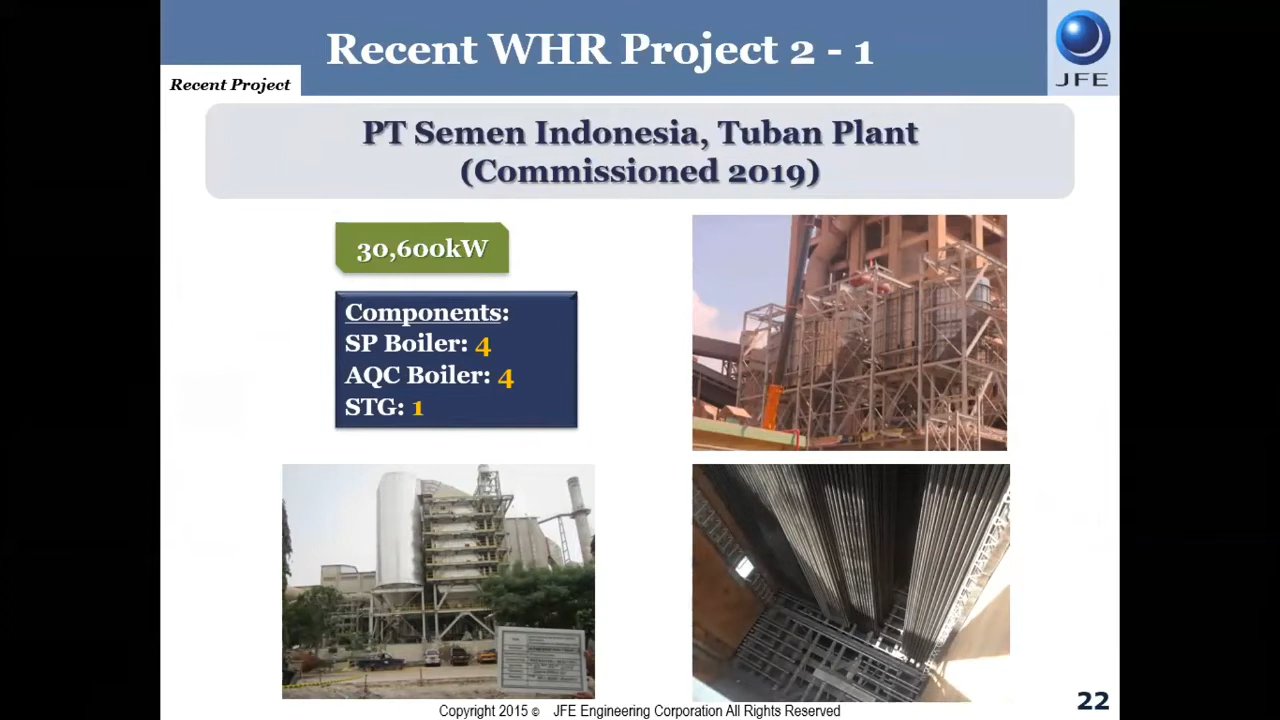 Recent WHR Project 2 - 1
Recent Project
JFE
PT Semen Indonesia, Tuban Plant
(Commissioned 2019)
30,600kW
Components:
SP Boiler: 4
AQC Boiler: 4
STG: 1
22
Copyright 2015 © JFE Engineering Corporation All Rights Reserved